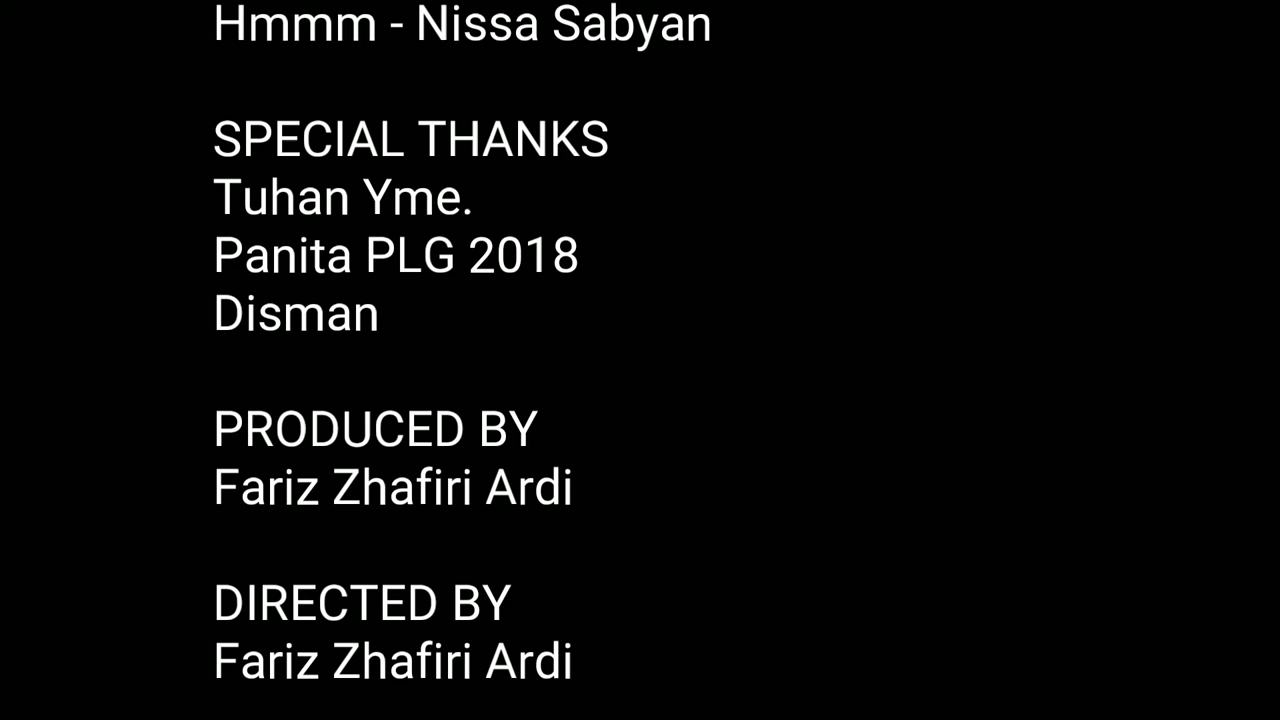 Hmmm - Nissa Sabyan
SPECIAL THANKS
Tuhan Yme.
Panita PLG 2018
Disman
PRODUCED BY
Fariz Zhafiri Ardi
DIRECTED BY
Fariz Zhafiri Ardi